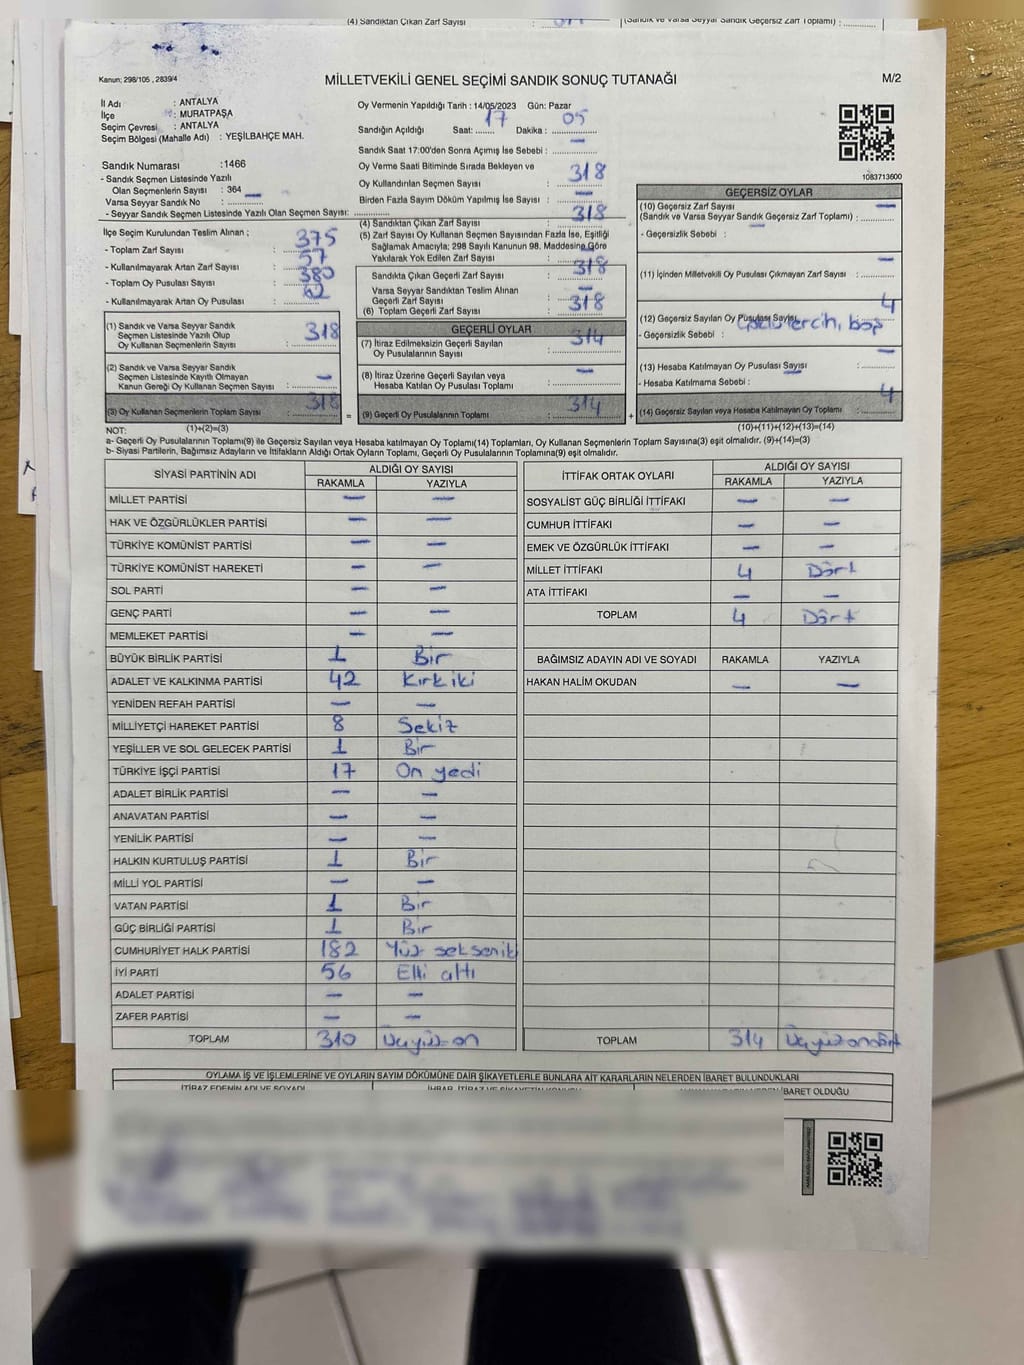 (4) Sandıktan Çıkan Zarf Sayısı :
(Sandık ve Varsa Seyyar Sandık Geçersiz Zarf Toplamı) :
Kanun: 298/105 , 2839/4
MİLLETVEKİLİ GENEL SEÇİMİ SANDIK SONUÇ TUTANAĞI
M/2
İl Adı : ANTALYA
İlçe : MURATPAŞA
Seçim Çevresi : ANTALYA
Seçim Bölgesi (Mahalle Adı) : YEŞİLBAHÇE MAH.
Sandık Numarası :1466
- Sandık Seçmen Listesinde Yazılı
Olan Seçmenlerin Sayısı : 364
Varsa Seyyar Sandık No : —
- Seyyar Sandık Seçmen Listesinde Yazılı Olan Seçmen Sayısı:
İlçe Seçim Kurulundan Teslim Alınan ;
- Toplam Zarf Sayısı : 375
- Kullanılmayarak Artan Zarf Sayısı : 57
- Toplam Oy Pusulası : 380
- Kullanılmayarak Artan Oy Pusulası : 62
Oy Vermenin Yapıldığı Tarih : 14/05/2023 Gün: Pazar
Sandığın Açıldığı Saat: 17 Dakika : 05
Sandık Saat 17:00'den Sonra Açımış İse Sebebi : —
Oy Verme Saati Bitiminde Sırada Bekleyen ve
Oy Kullandırılan Seçmen Sayısı : 318
Birden Fazla Sayım Döküm Yapılmış İse Sayısı : —
(4) Sandıktan Çıkan Zarf Sayısı : 318
(5) Zarf Sayısı Oy Kullanan Seçmen Sayısından Fazla İse, Eşitliği
Sağlamak Amacıyla; 298 Sayılı Kanunun 98. Maddesine Göre
Yakılarak Yok Edilen Zarf Sayısı : —
Sandıkta Çıkan Geçerli Zarf Sayısı : 318
Varsa Seyyar Sandıktan Teslim Alınan
Geçerli Zarf Sayısı : —
(6) Toplam Geçerli Zarf Sayısı : 318
1083713600
GEÇERSİZ OYLAR
(10) Geçersiz Zarf Sayısı
(Sandık ve Varsa Seyyar Sandık Geçersiz Zarf Toplamı) : —
- Geçersizlik Sebebi : —
(11) İçinden Milletvekili Oy Pusulası Çıkmayan Zarf Sayısı : —
(12) Geçersiz Sayılan Oy Pusulası Sayısı : 4
- Geçersizlik Sebebi : tercih, boş
(13) Hesaba Katılmayan Oy Pusulası Sayısı : —
- Hesaba Katılmama Sebebi : —
(14) Geçersiz Sayılan veya Hesaba Katılmayan Oy Toplamı : 4
(1) Sandık ve Varsa Seyyar Sandık
Seçmen Listesinde Yazılı Olup
Oy Kullanan Seçmenlerin Sayısı : 318
(2) Sandık ve Varsa Seyyar Sandık
Seçmen Listesinde Kayıtlı Olmayan
Kanun Gereği Oy Kullanan Seçmen Sayısı : —
(3) Oy Kullanan Seçmenlerin Toplam Sayısı : 318
=
GEÇERLİ OYLAR
(7) İtiraz Edilmeksizin Geçerli Sayılan
Oy Pusulalarının Sayısı : 314
(8) İtiraz Üzerine Geçerli Sayılan veya
Hesaba Katılan Oy Pusulası Toplamı : —
(9) Geçerli Oy Pusulalarının Toplamı : 314
+
NOT: (1)+(2)=(3)
(10)+(11)+(12)+(13)=(14)
a- Geçerli Oy Pusulalarının Toplamı(9) ile Geçersiz Sayılan veya Hesaba katılmayan Oy Toplamı(14) Toplamları, Oy Kullanan Seçmenlerin Toplam Sayısına(3) eşit olmalıdır. (9)+(14)=(3)
b- Siyasi Partilerin, Bağımsız Adayların ve İttifakların Aldığı Ortak Oyların Toplamı, Geçerli Oy Pusulalarının Toplamına(9) eşit olmalıdır.
SİYASİ PARTİNİN ADI ALDIĞI OY SAYISI
RAKAMLA YAZIYLA
MİLLET PARTİSİ — —
HAK VE ÖZGÜRLÜKLER PARTİSİ — —
TÜRKİYE KOMÜNİST PARTİSİ — —
TÜRKİYE KOMÜNİST HAREKETİ — —
SOL PARTİ — —
GENÇ PARTİ — —
MEMLEKET PARTİSİ — —
BÜYÜK BİRLİK PARTİSİ 1 Bir
ADALET VE KALKINMA PARTİSİ 42 Kırk iki
YENİDEN REFAH PARTİSİ — —
MİLLİYETÇİ HAREKET PARTİSİ 8 Sekiz
YEŞİLLER VE SOL GELECEK PARTİSİ 1 Bir
TÜRKİYE İŞÇİ PARTİSİ 17 On yedi
ADALET BİRLİK PARTİSİ — —
ANAVATAN PARTİSİ — —
YENİLİK PARTİSİ — —
HALKIN KURTULUŞ PARTİSİ 1 Bir
MİLLİ YOL PARTİSİ — —
VATAN PARTİSİ 1 Bir
GÜÇ BİRLİĞİ PARTİSİ 1 Bir
CUMHURİYET HALK PARTİSİ 182 Yüz seksen iki
İYİ PARTİ 56 Elli altı
ADALET PARTİSİ — —
ZAFER PARTİSİ — —
TOPLAM 310 Üçyüz on
İTTİFAK ORTAK OYLARI ALDIĞI OY SAYISI
RAKAMLA YAZIYLA
SOSYALİST GÜÇ BİRLİĞİ İTTİFAKI — —
CUMHUR İTTİFAKI — —
EMEK VE ÖZGÜRLÜK İTTİFAKI — —
MİLLET İTTİFAKI 4 Dört
ATA İTTİFAKI — —
TOPLAM 4 Dört
BAĞIMSIZ ADAYIN ADI VE SOYADI RAKAMLA YAZIYLA
HAKAN HALİM OKUDAN — —
TOPLAM 314 Üçyüzondört
OYLAMA İŞ VE İŞLEMLERİNE VE OYLARIN SAYIM DÖKÜMÜNE DAİR ŞİKAYETLERLE BUNLARA AİT KARARLARIN NELERDEN İBARET BULUNDUKLARI
İTİRAZ EDENİN ADI VE SOYADI
İBARET OLDUĞU